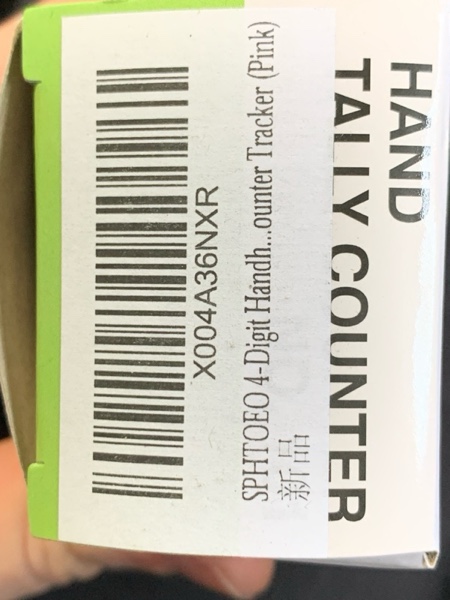 X004A36NXR
SPHTOEO 4-Digit Handh...ounter Tracker (Pink)
新品
HAND
TALLY COUNTER